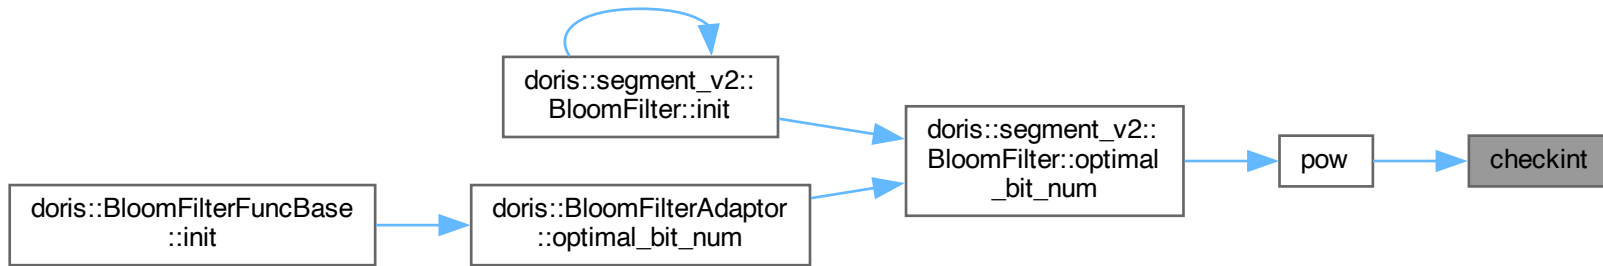 doris::segment_v2::
BloomFilter::init
doris::segment_v2::
BloomFilter::optimal
_bit_num
pow
checkint
doris::BloomFilterFuncBase
::init
doris::BloomFilterAdaptor
::optimal_bit_num